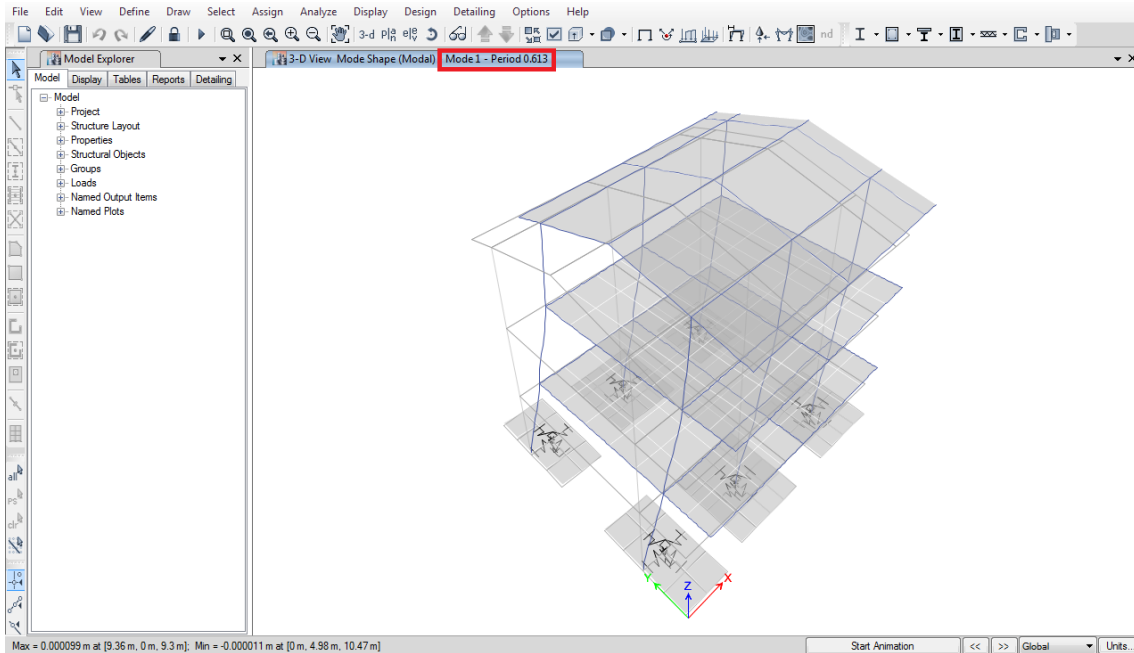 File Edit View Define Draw Select Assign Analyze Display Design Detailing Options Help
3-d
nd
Model Explorer
3-D View Mode Shape (Modal) Mode 1 - Period 0.613
Model Display Tables Reports Detailing
Model
Project
Structure Layout
Properties
Structural Objects
Groups
Loads
Named Output Items
Named Plots
all
ps
clr
Y
Z
X
Max = 0.000099 m at [9.36 m, 0 m, 9.3 m]; Min = -0.000011 m at [0 m, 4.98 m, 10.47 m] Start Animation << >> Global Units...